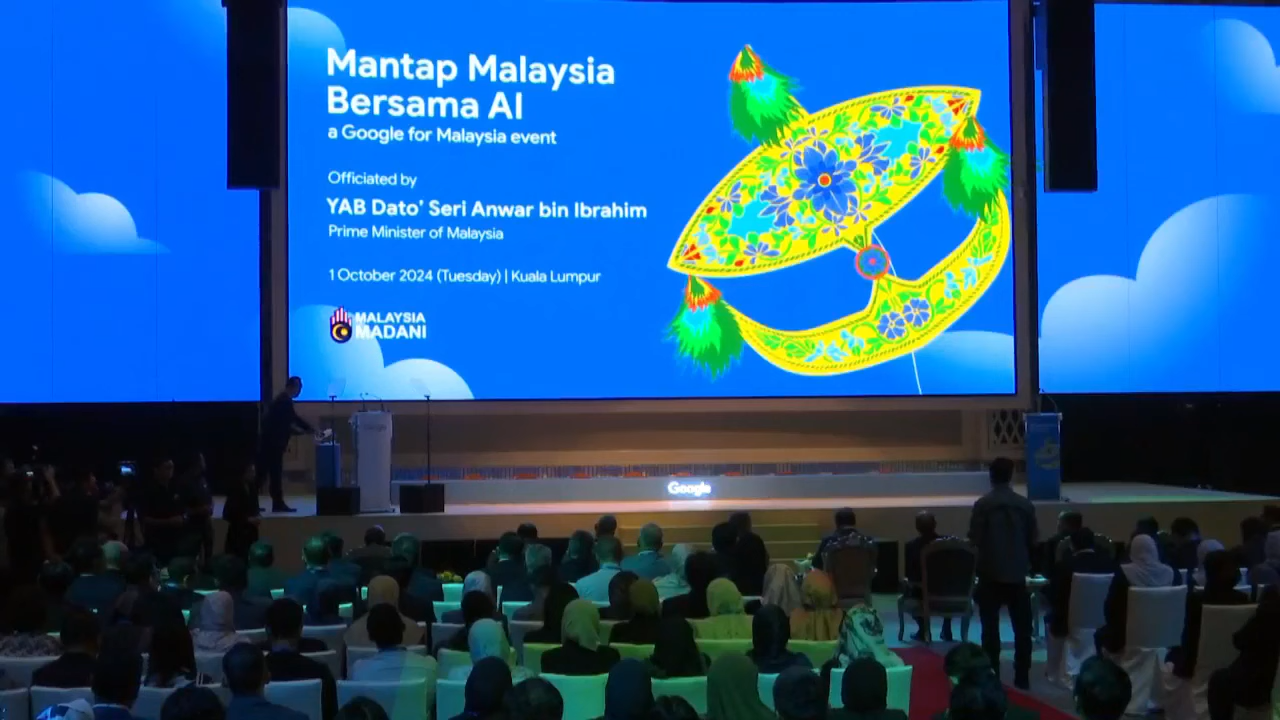 Mantap Malaysia
Bersama AI
a Google for Malaysia event
Officiated by
YAB Dato' Seri Anwar bin Ibrahim
Prime Minister of Malaysia
1 October 2024 (Tuesday) | Kuala Lumpur
MALAYSIA
MADANI
Google